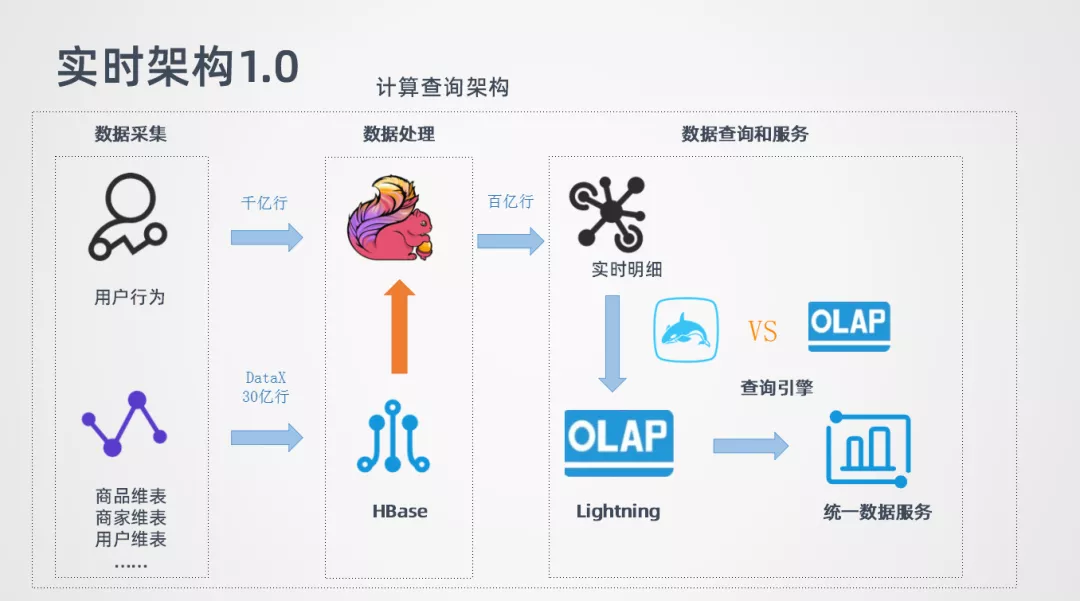 实时架构1.0
计算查询架构
数据采集
数据处理
数据查询和服务
用户行为
千亿行
百亿行
实时明细
OLAP
VS
查询引擎
DataX
30亿行
OLAP
商品维表
商家维表
用户维表
......
HBase
Lightning
统一数据服务